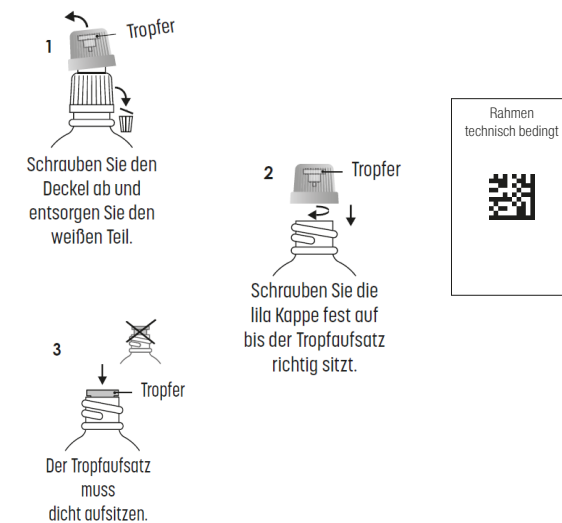 1
Tropfer
Schrauben Sie den
Deckel ab und
entsorgen Sie den
weißen Teil.
2
Tropfer
Schrauben Sie die
lila Kappe fest auf
bis der Tropfaufsatz
richtig sitzt.
3
Tropfer
Der Tropfaufsatz
muss
dicht aufsitzen.
Rahmen
technisch bedingt